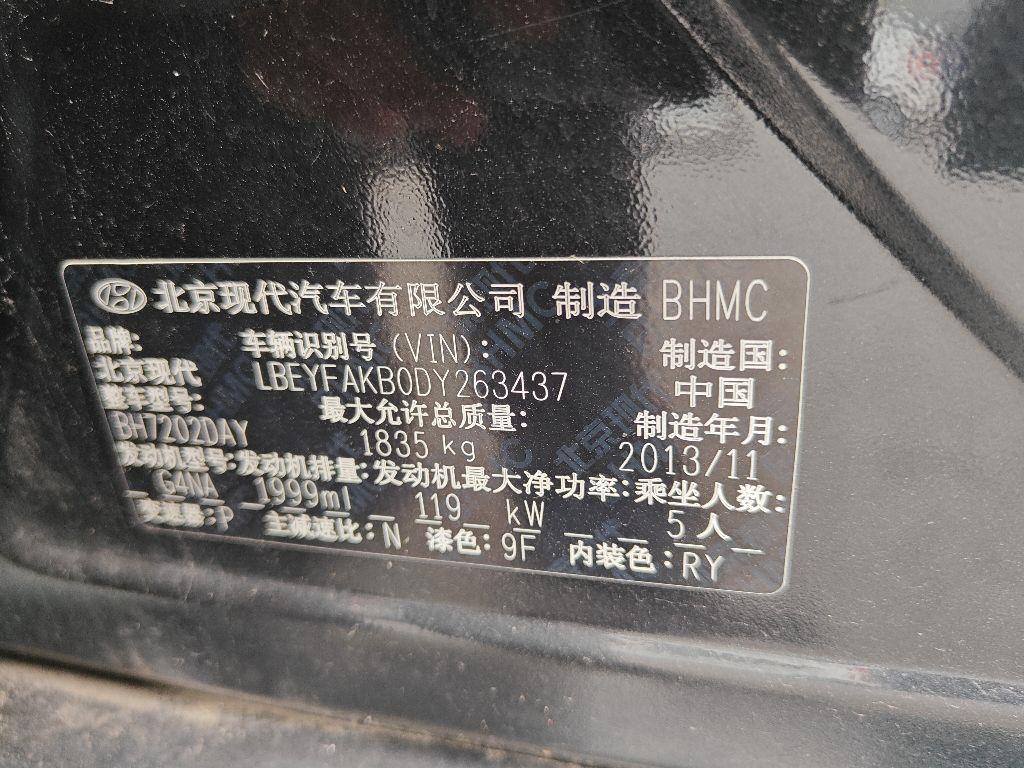 北京现代汽车有限公司 制造 BHMC
品牌: 车辆识别号(VIN): 制造国:
北京现代 LBEYFAKB0DY263437 中国
整车型号: 最大允许总质量: 制造年月:
BH7202DAY 1835 kg 2013/11
发动机型号: 发动机排量: 发动机最大净功率: 乘坐人数:
G4NA 1999ml 119 kW 5 人
变速器: P 主减速比: N 漆色: 9F 内装色: RY